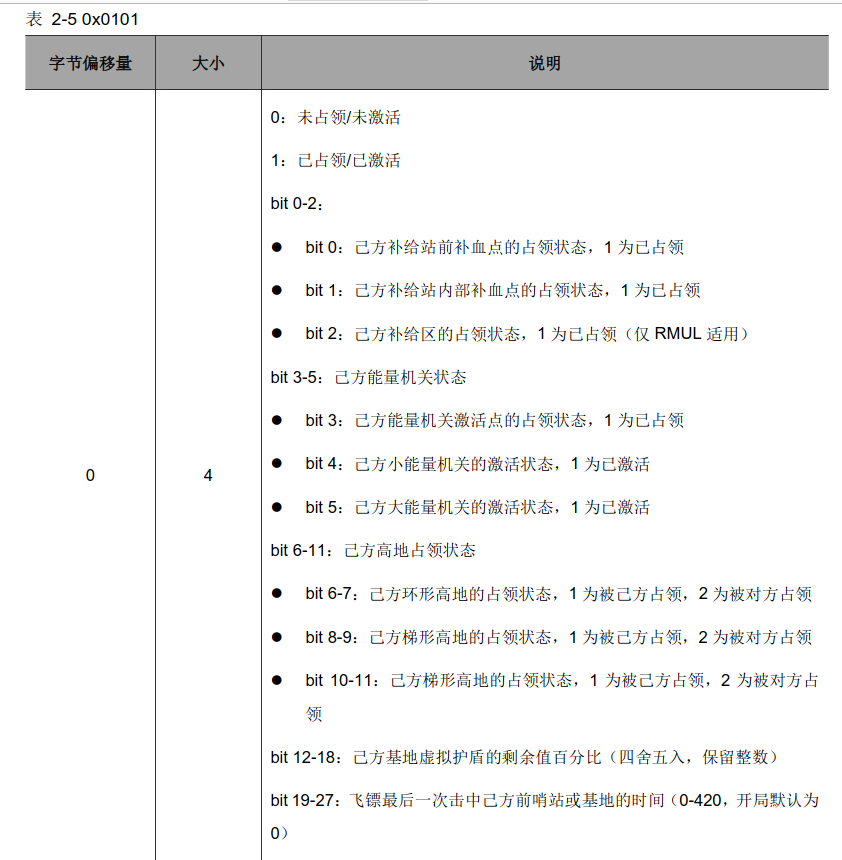 表 2-5 0x0101
字节偏移量 大小 说明
0：未占领/未激活
1：已占领/已激活
bit 0-2：
● bit 0：己方补给站前补血点的占领状态，1 为已占领
● bit 1：己方补给站内部补血点的占领状态，1 为已占领
● bit 2：己方补给区的占领状态，1 为已占领（仅 RMUL 适用）
bit 3-5：己方能量机关状态
● bit 3：己方能量机关激活点的占领状态，1 为已占领
● bit 4：己方小能量机关的激活状态，1 为已激活
0 4
● bit 5：己方大能量机关的激活状态，1 为已激活
bit 6-11：己方高地占领状态
● bit 6-7：己方环形高地的占领状态，1 为被己方占领，2 为被对方占领
● bit 8-9：己方梯形高地的占领状态，1 为被己方占领，2 为被对方占领
● bit 10-11：己方梯形高地的占领状态，1 为被己方占领，2 为被对方占
领
bit 12-18：己方基地虚拟护盾的剩余值百分比（四舍五入，保留整数）
bit 19-27：飞镖最后一次击中己方前哨站或基地的时间（0-420，开局默认为
0）